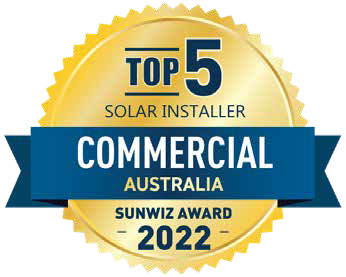 TOP 5
SOLAR INSTALLER
COMMERCIAL
AUSTRALIA
SUNWIZ AWARD
- 2022 -